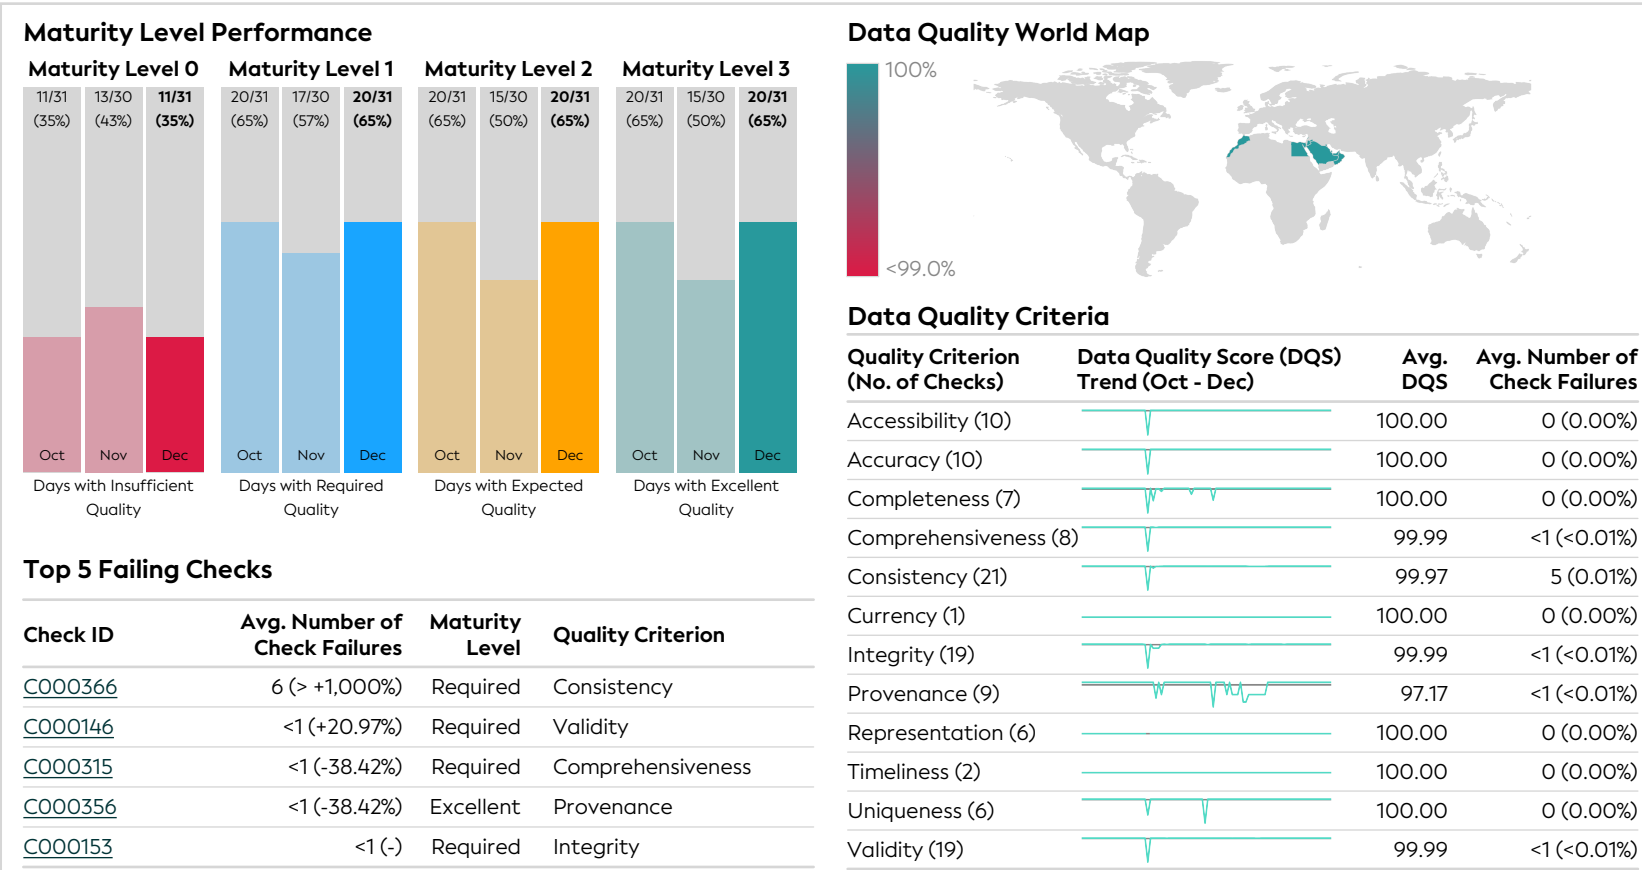 Maturity Level Performance
Maturity Level 0 Maturity Level 1 Maturity Level 2 Maturity Level 3
11/31 13/30 11/31 20/31 17/30 20/31 20/31 15/30 20/31 20/31 15/30 20/31
(35%) (43%) (35%) (65%) (57%) (65%) (65%) (50%) (65%) (65%) (50%) (65%)
Oct Nov Dec Oct Nov Dec Oct Nov Dec Oct Nov Dec
Days with Insufficient Days with Required Days with Expected Days with Excellent
Quality Quality Quality Quality
Top 5 Failing Checks
Check ID Avg. Number of Check Failures Maturity Level Quality Criterion
C000366 6 (> +1,000%) Required Consistency
C000146 <1 (+20.97%) Required Validity
C000315 <1 (-38.42%) Required Comprehensiveness
C000356 <1 (-38.42%) Excellent Provenance
C000153 <1 (-) Required Integrity
Data Quality World Map
100%
<99.0%
Data Quality Criteria
Quality Criterion Data Quality Score (DQS) Avg. Avg. Number of
(No. of Checks) Trend (Oct - Dec) DQS Check Failures
Accessibility (10) 100.00 0 (0.00%)
Accuracy (10) 100.00 0 (0.00%)
Completeness (7) 100.00 0 (0.00%)
Comprehensiveness (8) 99.99 <1 (<0.01%)
Consistency (21) 99.97 5 (0.01%)
Currency (1) 100.00 0 (0.00%)
Integrity (19) 99.99 <1 (<0.01%)
Provenance (9) 97.17 <1 (<0.01%)
Representation (6) 100.00 0 (0.00%)
Timeliness (2) 100.00 0 (0.00%)
Uniqueness (6) 100.00 0 (0.00%)
Validity (19) 99.99 <1 (<0.01%)